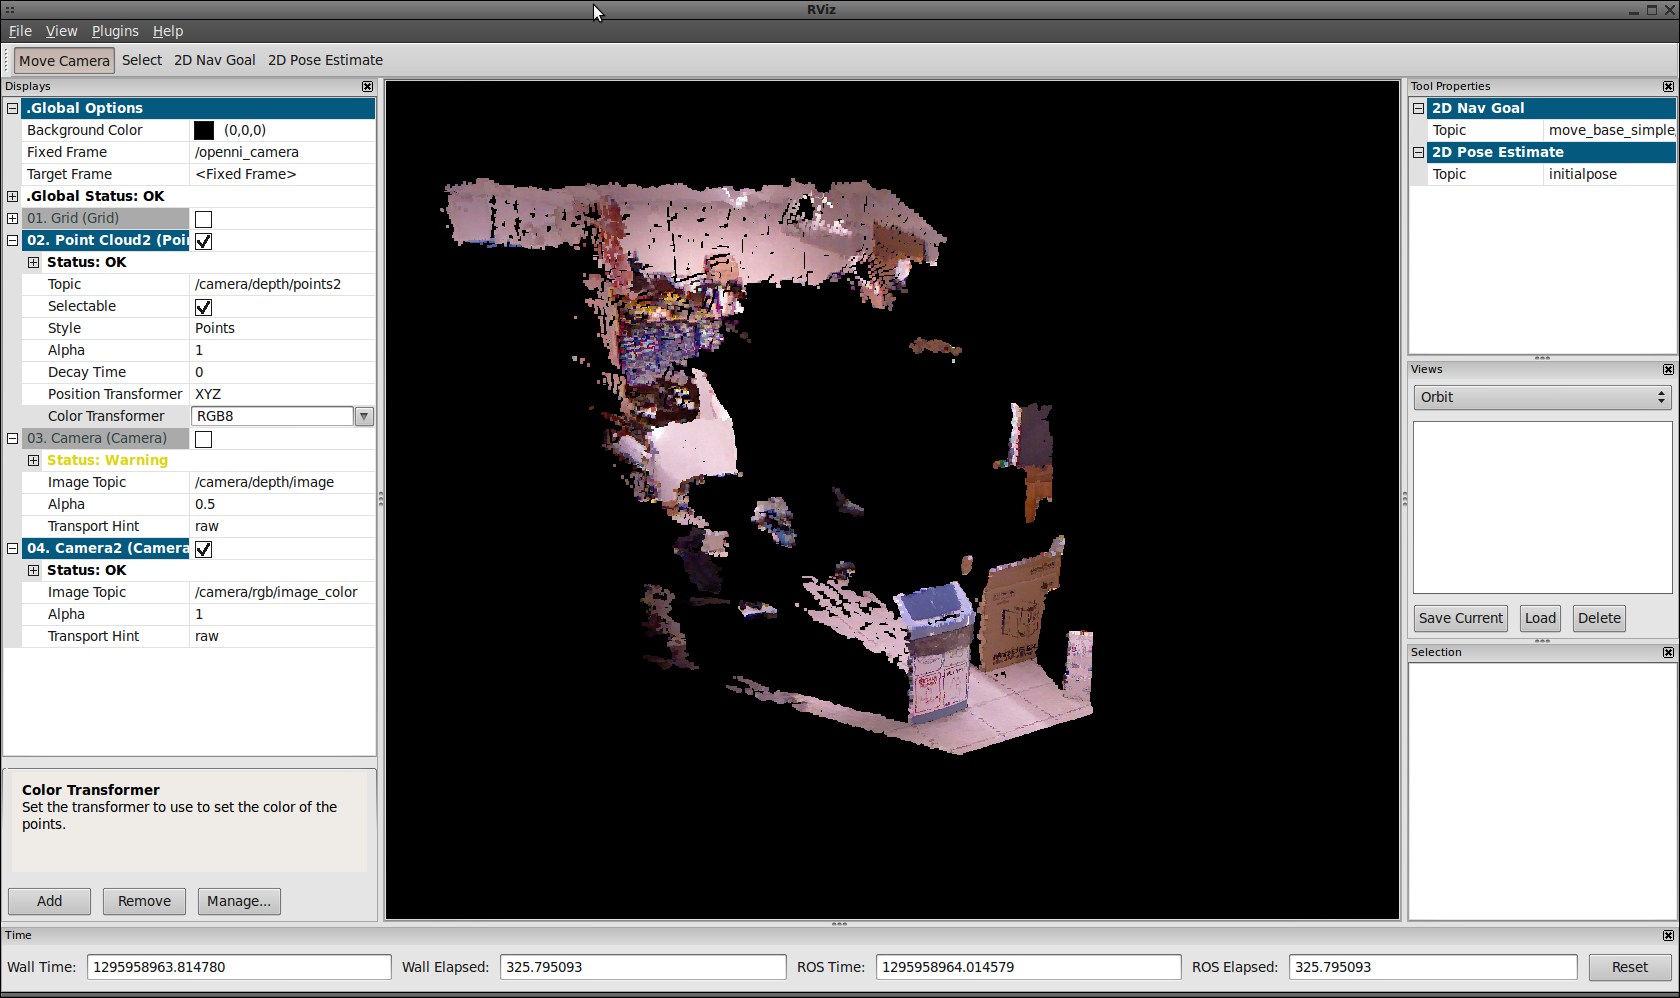 RViz
File View Plugins Help
Move Camera Select 2D Nav Goal 2D Pose Estimate
Displays
.Global Options
Background Color (0,0,0)
Fixed Frame /openni_camera
Target Frame <Fixed Frame>
.Global Status: OK
01. Grid (Grid)
02. Point Cloud2 (Poi
Status: OK
Topic /camera/depth/points2
Selectable
Style Points
Alpha 1
Decay Time 0
Position Transformer XYZ
Color Transformer RGB8
03. Camera (Camera)
Status: Warning
Image Topic /camera/depth/image
Alpha 0.5
Transport Hint raw
04. Camera2 (Camera
Status: OK
Image Topic /camera/rgb/image_color
Alpha 1
Transport Hint raw
Color Transformer
Set the transformer to use to set the color of the
points.
Add Remove Manage...
Tool Properties
2D Nav Goal
Topic move_base_simple
2D Pose Estimate
Topic initialpose
Views
Orbit
Save Current Load Delete
Selection
Time
Wall Time: 1295958963.814780 Wall Elapsed: 325.795093 ROS Time: 1295958964.014579 ROS Elapsed: 325.795093 Reset